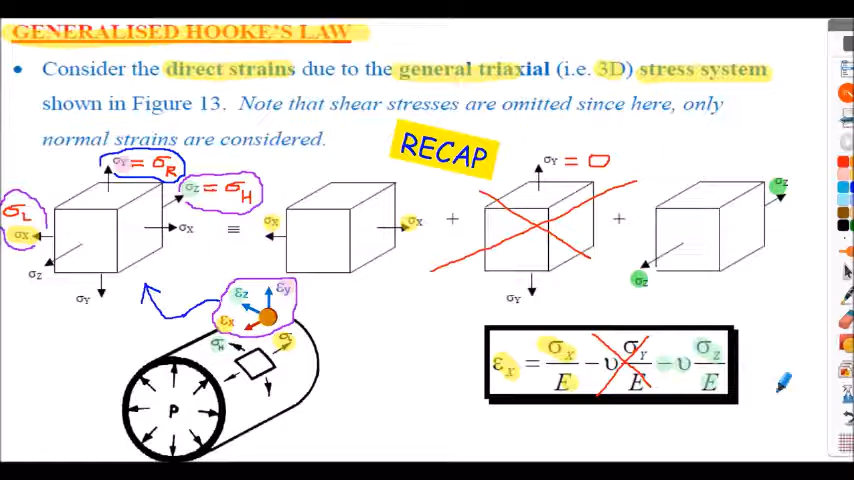 GENERALISED HOOKE'S LAW
• Consider the direct strains due to the general triaxial (i.e. 3D) stress system
shown in Figure 13. Note that shear stresses are omitted since here, only
normal strains are considered.
RECAP
σY = σR
σZ = σH
σL
σX
σX
σZ
σY
≡
σX
σX
+
σY = 0
σY
+
σZ
σZ
εz
εy
εx
σH
σL
P
εx = σx/E − υ σY/E − υ σz/E